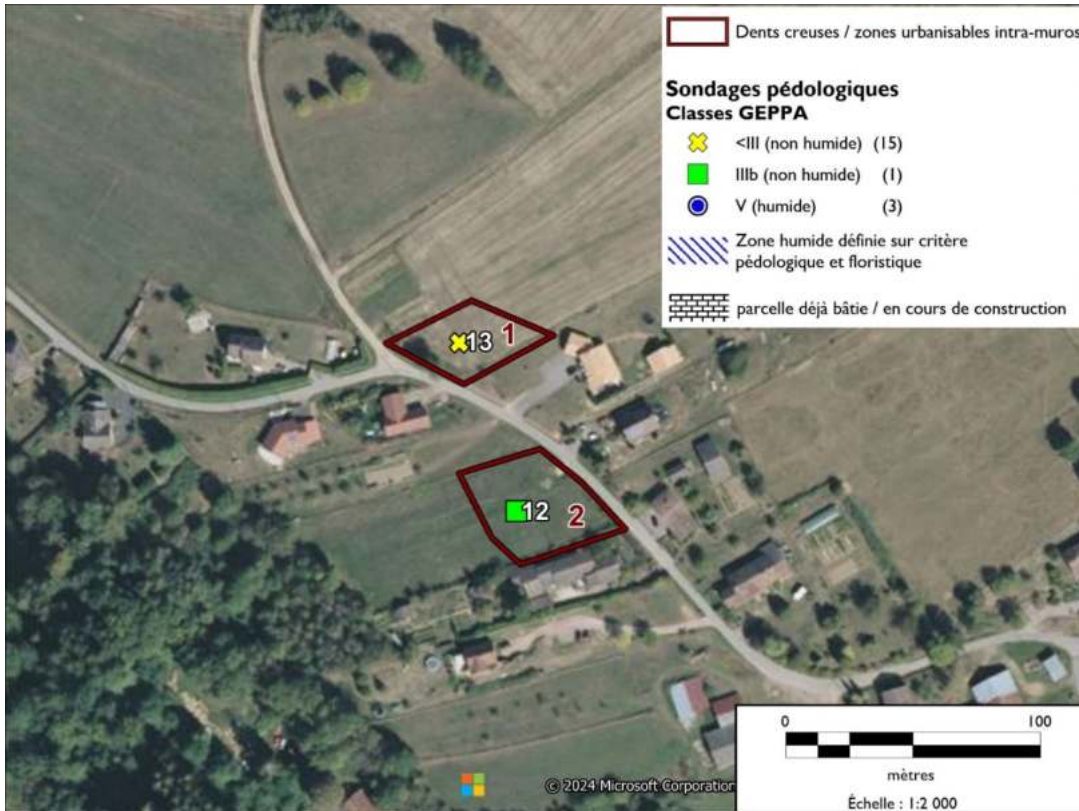 Dents creuses / zones urbanisables intra-muros
Sondages pédologiques
Classes GEPPA
<III (non humide) (15)
IIIb (non humide) (1)
V (humide) (3)
Zone humide définie sur critère
pédologique et floristique
parcelle déjà bâtie / en cours de construction
13 1
12 2
0 100
mètres
Échelle : 1:2 000
© 2024 Microsoft Corporation